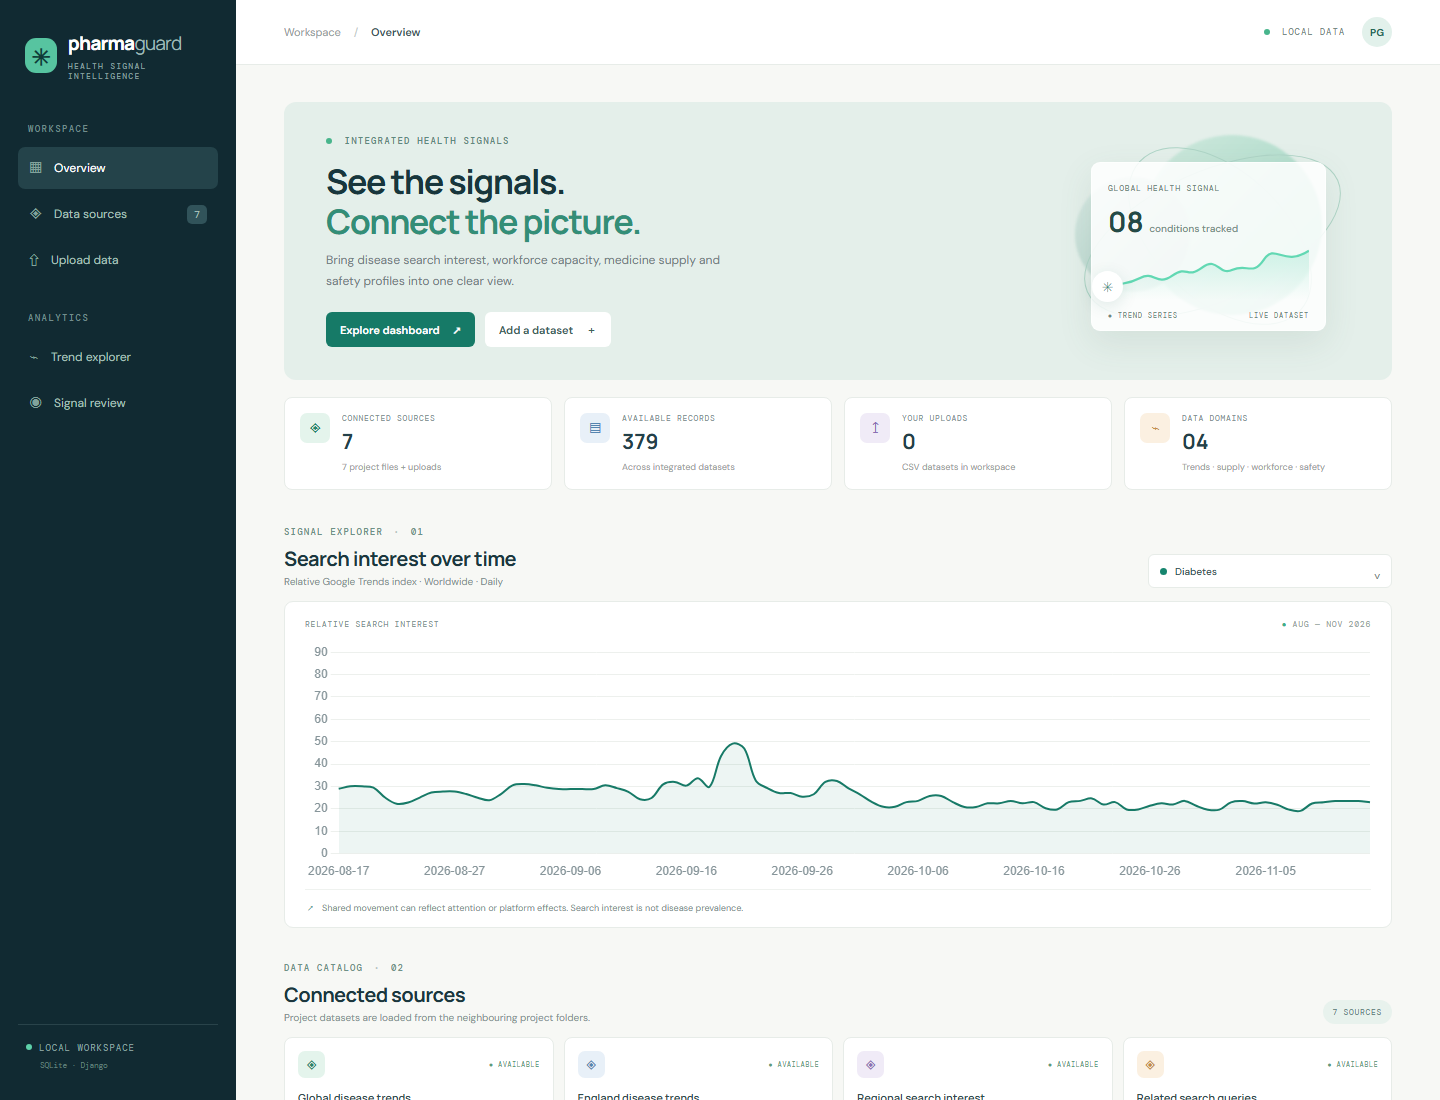 pharmaguard
HEALTH SIGNAL
INTELLIGENCE
WORKSPACE
Overview
Data sources 7
Upload data
ANALYTICS
Trend explorer
Signal review
LOCAL WORKSPACE
SQLite · Django
Workspace / Overview
LOCAL DATA PG
INTEGRATED HEALTH SIGNALS
See the signals.
Connect the picture.
Bring disease search interest, workforce capacity, medicine supply and
safety profiles into one clear view.
Explore dashboard ↗ Add a dataset +
GLOBAL HEALTH SIGNAL
08 conditions tracked
TREND SERIES LIVE DATASET
CONNECTED SOURCES
7
7 project files + uploads
AVAILABLE RECORDS
379
Across integrated datasets
YOUR UPLOADS
0
CSV datasets in workspace
DATA DOMAINS
04
Trends · supply · workforce · safety
SIGNAL EXPLORER · 01
Search interest over time
Relative Google Trends index · Worldwide · Daily
Diabetes
RELATIVE SEARCH INTEREST
AUG — NOV 2026
90
80
70
60
50
40
30
20
10
0
2026-08-17 2026-08-27 2026-09-06 2026-09-16 2026-09-26 2026-10-06 2026-10-16 2026-10-26 2026-11-05
↗ Shared movement can reflect attention or platform effects. Search interest is not disease prevalence.
DATA CATALOG · 02
Connected sources
Project datasets are loaded from the neighbouring project folders.
7 SOURCES
AVAILABLE
Global disease trends
AVAILABLE
England disease trends
AVAILABLE
Regional search interest
AVAILABLE
Related search queries